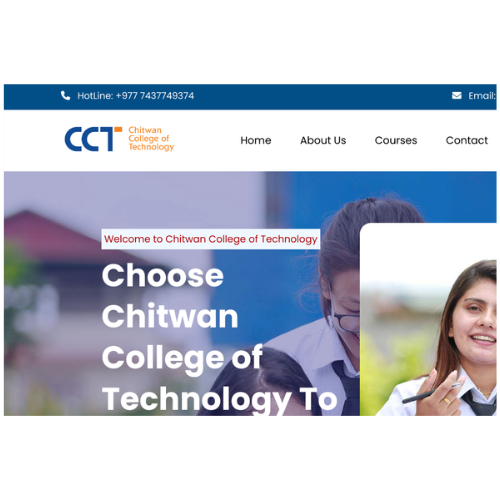 HotLine: +977 7437749374
Email:
CCT
Chitwan
College of
Technology
Home
About Us
Courses
Contact
Welcome to Chitwan College of Technology
Choose
Chitwan
College of
Technology To